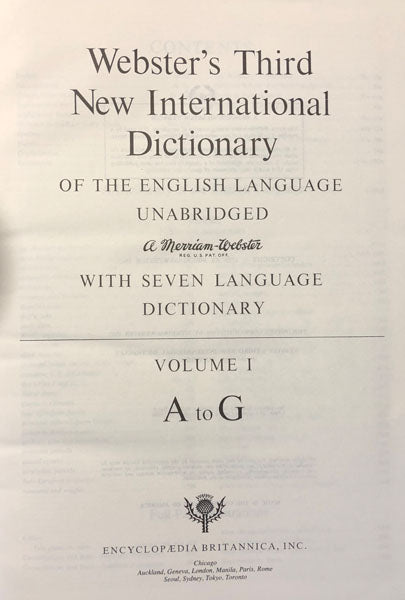 Webster's Third
New International
Dictionary
OF THE ENGLISH LANGUAGE
UNABRIDGED
a Merriam-Webster
REG. U.S. PAT. OFF.
WITH SEVEN LANGUAGE
DICTIONARY
VOLUME I
A to G
ENCYCLOPÆDIA BRITANNICA, INC.
Chicago
Auckland, Geneva, London, Manila, Paris, Rome
Seoul, Sydney, Tokyo, Toronto